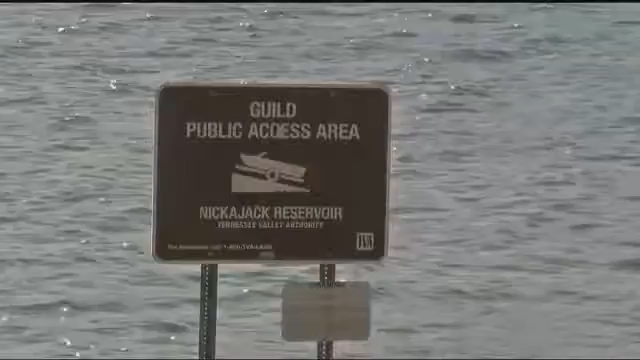 GUILD
PUBLIC ACCESS AREA
NICKAJACK RESERVOIR
TENNESSEE VALLEY AUTHORITY
TVA